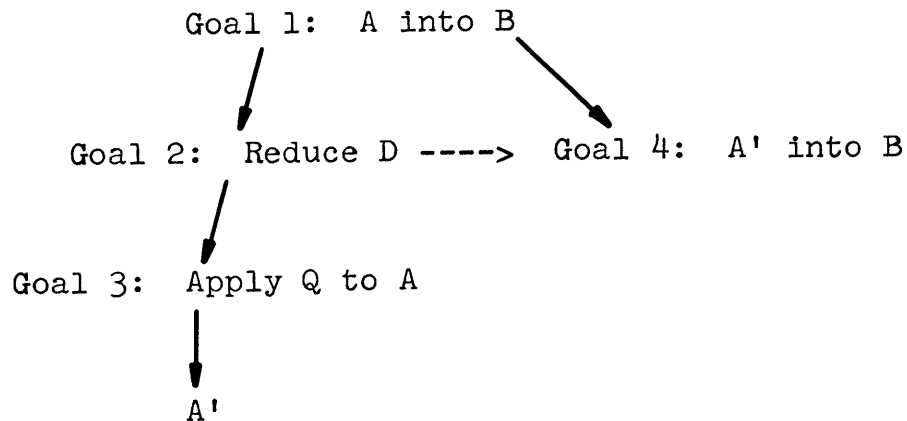 Goal 1: A into B
Goal 2: Reduce D ----> Goal 4: A' into B
Goal 3: Apply Q to A
A'